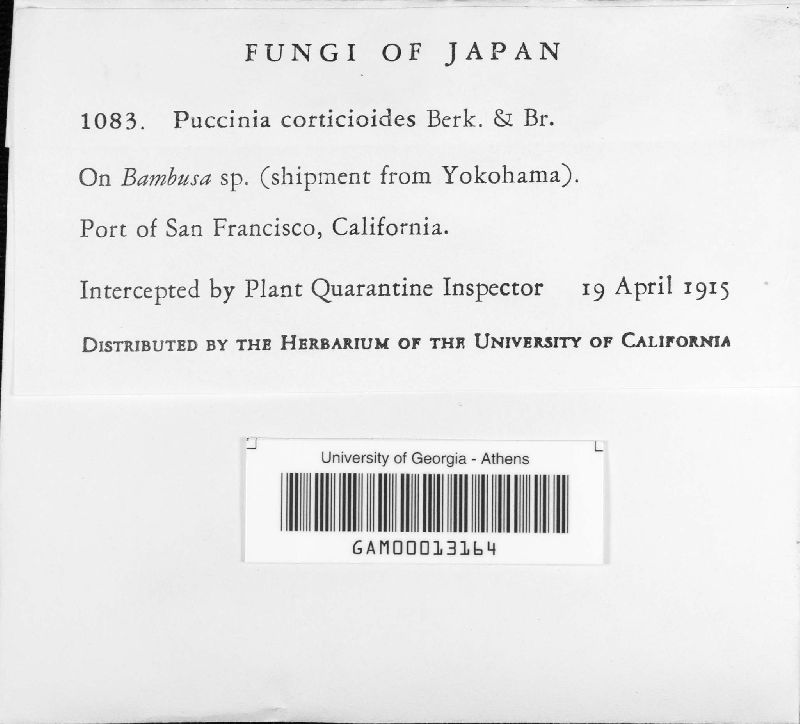 FUNGI OF JAPAN
1083. Puccinia corticioides Berk. & Br.
On Bambusa sp. (shipment from Yokohama).
Port of San Francisco, California.
Intercepted by Plant Quarantine Inspector 19 April 1915
DISTRIBUTED BY THE HERBARIUM OF THE UNIVERSITY OF CALIFORNIA
University of Georgia - Athens
GAM00013164